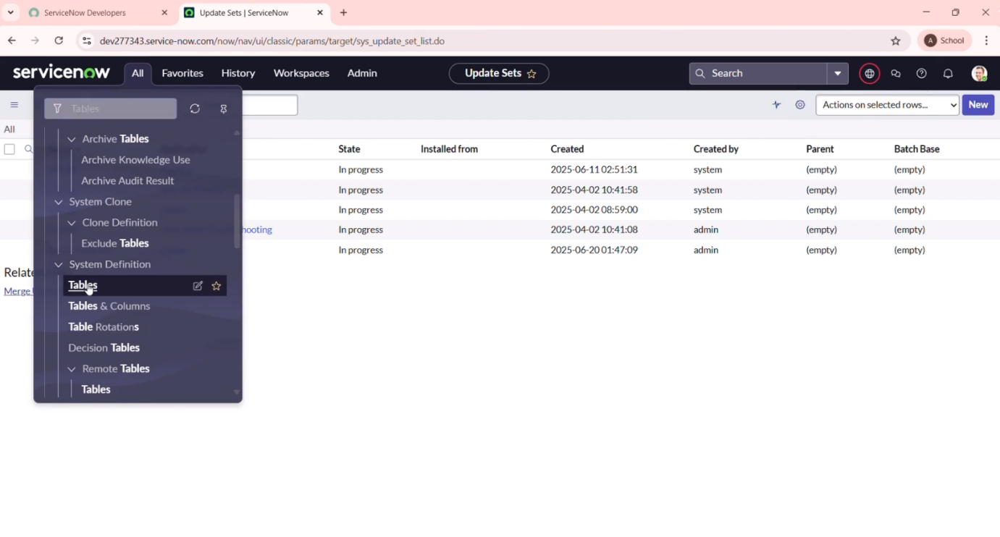 ServiceNow Developers
Update Sets | ServiceNow
dev277343.service-now.com/now/nav/ui/classic/params/target/sys_update_set_list.do
A School
servicenow All Favorites History Workspaces Admin Update Sets Search
Tables
Actions on selected rows... New
All
Archive Tables
Archive Knowledge Use
Archive Audit Result
System Clone
Clone Definition
Exclude Tables
System Definition
Tables
Tables & Columns
Table Rotations
Decision Tables
Remote Tables
Tables
State Installed from Created Created by Parent Batch Base
In progress 2025-06-11 02:51:31 system (empty) (empty)
In progress 2025-04-02 10:41:58 system (empty) (empty)
In progress 2025-04-02 08:59:00 system (empty) (empty)
hooting In progress 2025-04-02 10:41:08 admin (empty) (empty)
In progress 2025-06-20 01:47:09 admin (empty) (empty)
Relate
Merge